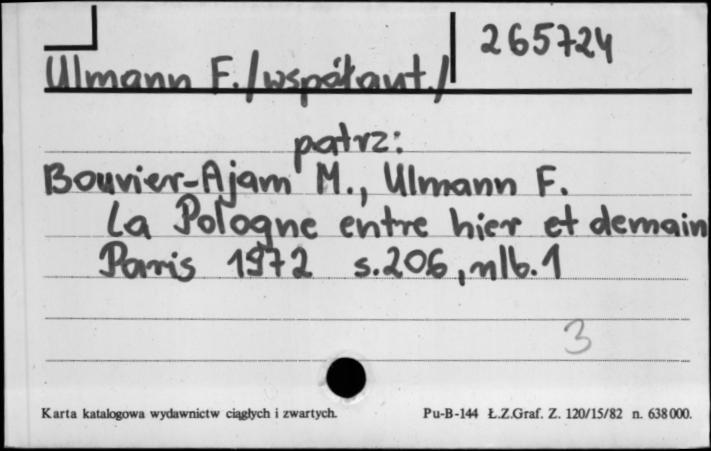 265724
Ulmann F. /współaut./
patrz:
Bouvier-Ajam M., Ulmann F.
La Pologne entre hier et demain
Paris 1972 s.206, nlb.1
3
Karta katalogowa wydawnictw ciągłych i zwartych. Pu-B-144 Ł.Z.Graf. Z. 120/15/82 n. 638000.